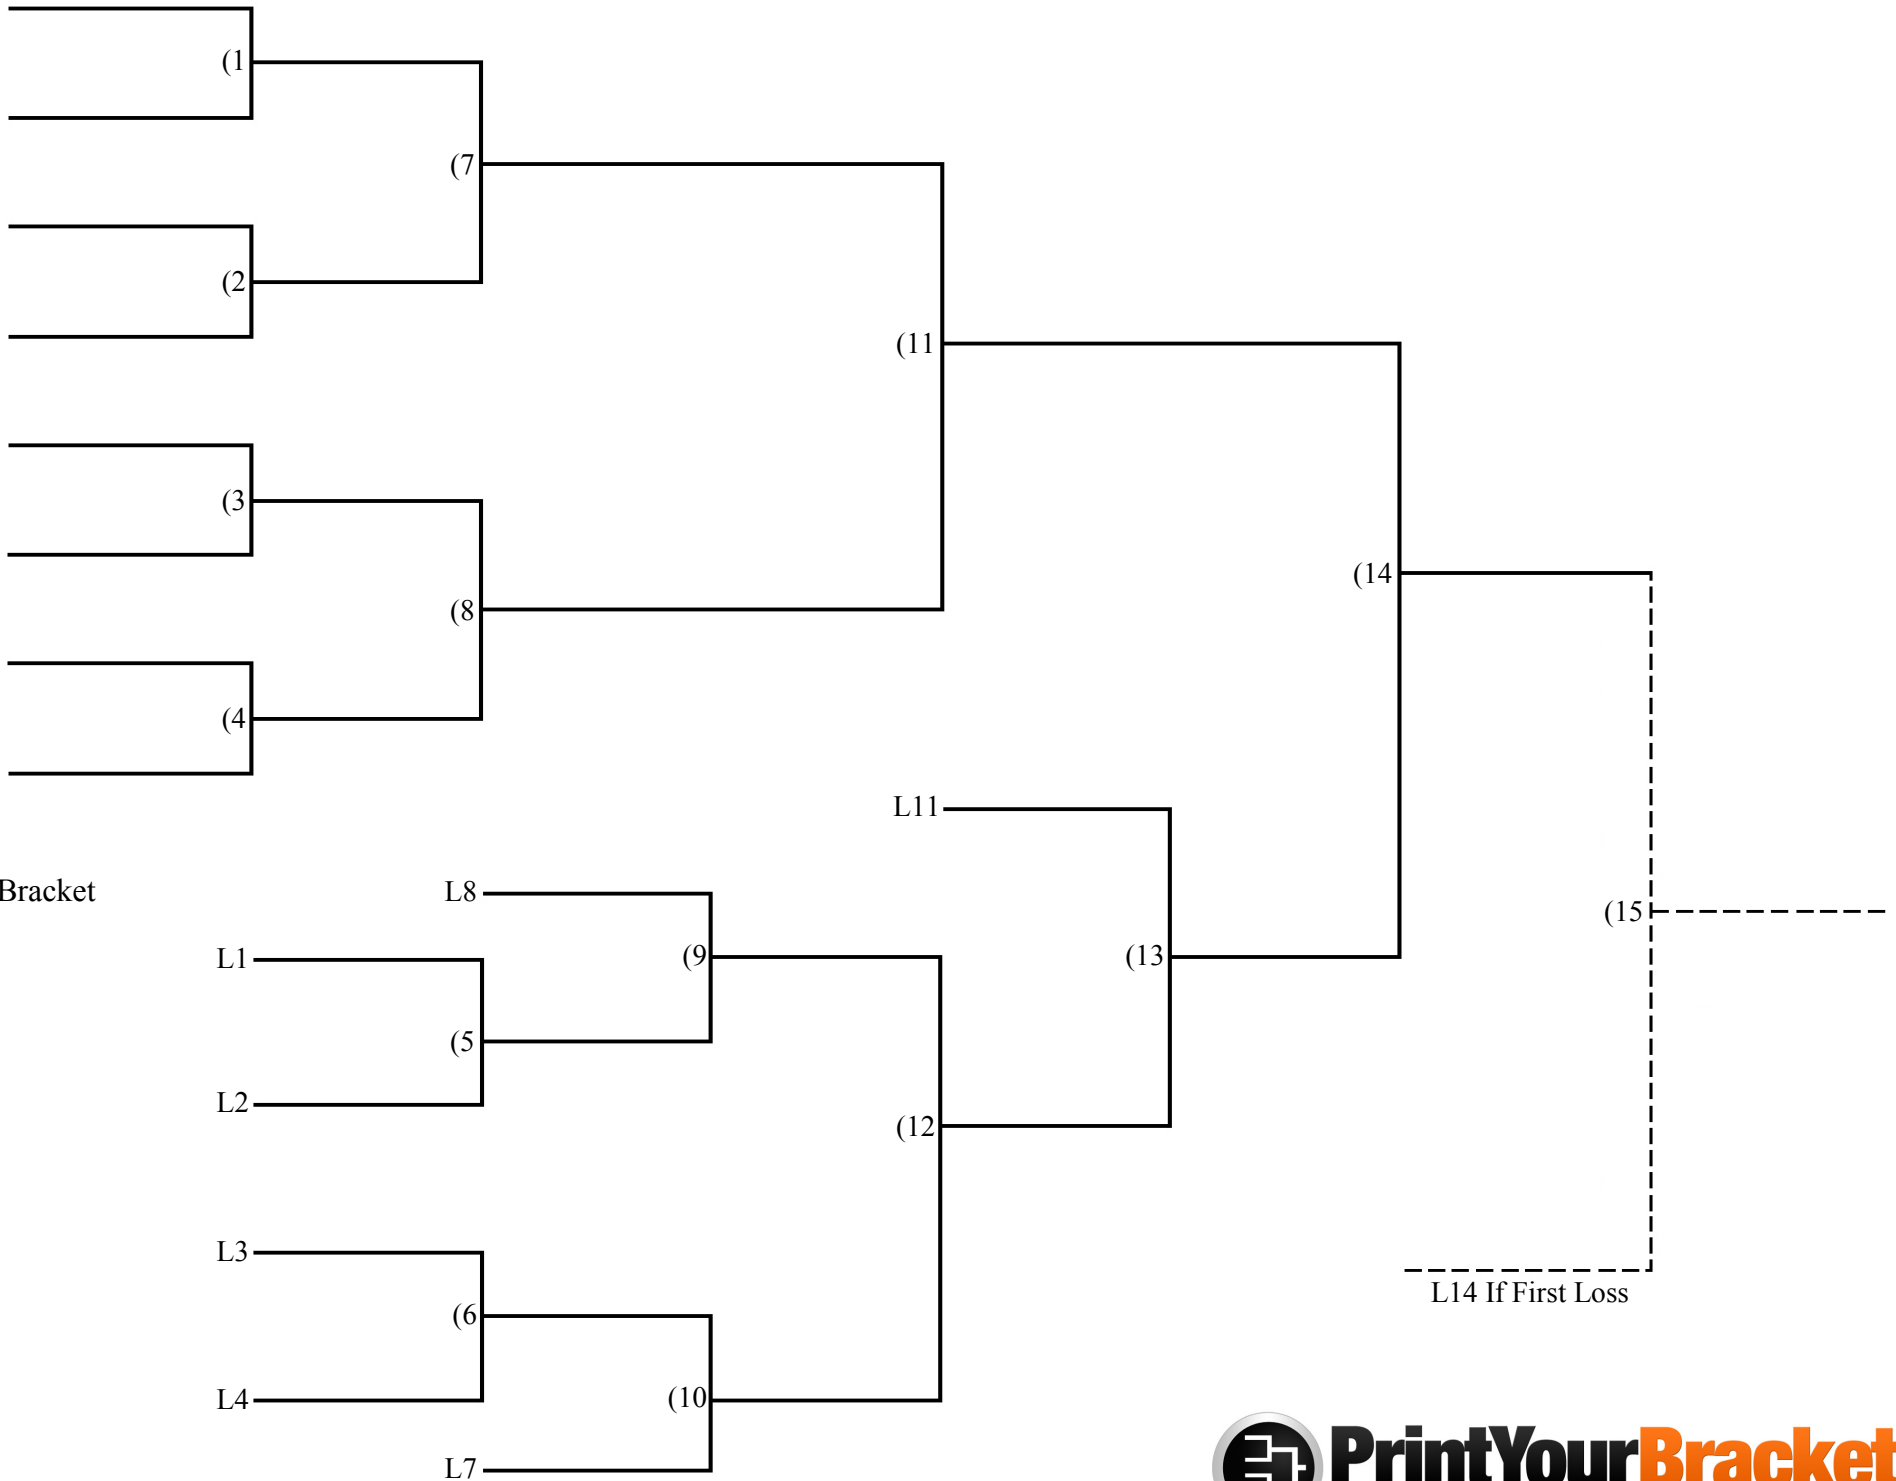 (1
(7
(2
(11
(3
(14
(8
(4
L11
Bracket
L8
(15
L1
(9
(13
(5
L2
(12
L3
L14 If First Loss
(6
L4
(10
L7
PrintYourBracket